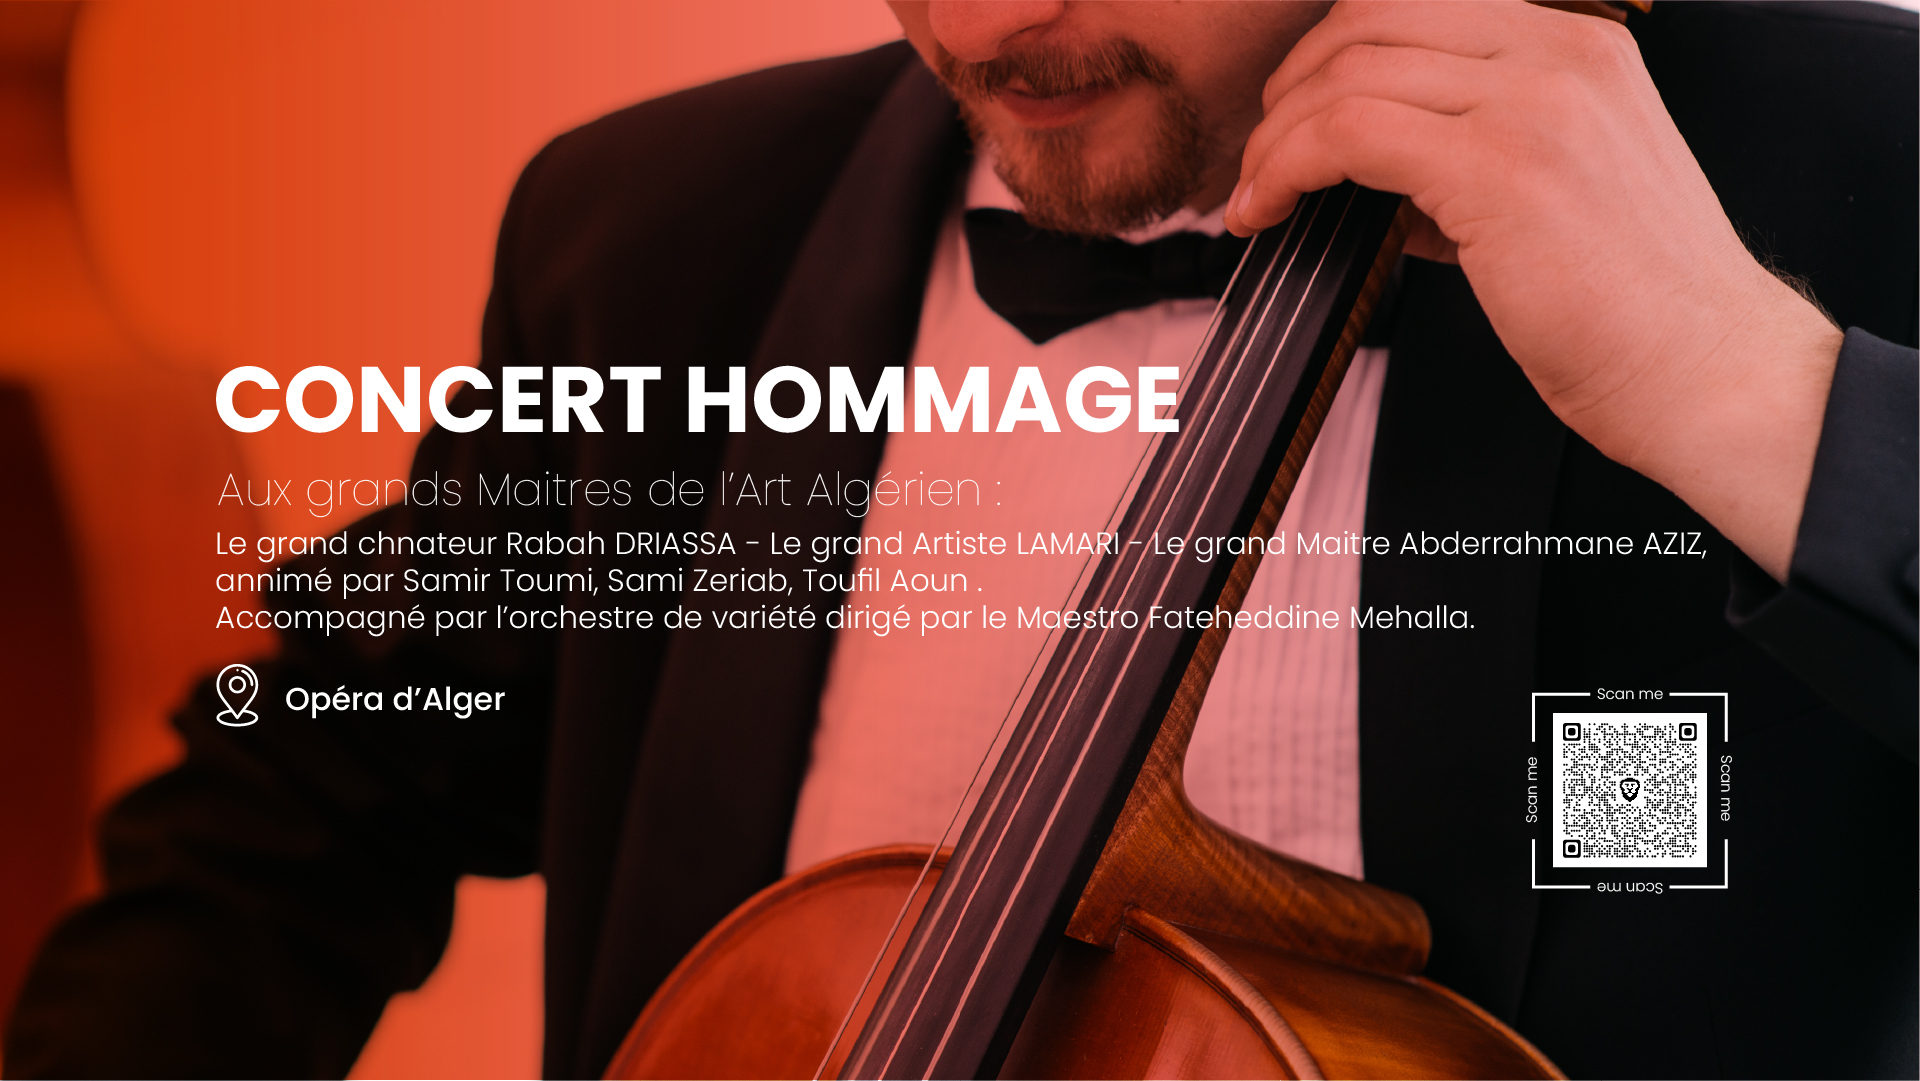 CONCERT HOMMAGE
Aux grands Maitres de l’Art Algérien :
Le grand chnateur Rabah DRIASSA - Le grand Artiste LAMARI - Le grand Maitre Abderrahmane AZIZ,
annimé par Samir Toumi, Sami Zeriab, Toufil Aoun .
Accompagné par l’orchestre de variété dirigé par le Maestro Fateheddine Mehalla.
Opéra d’Alger
Scan me
Scan me
Scan me
Scan me